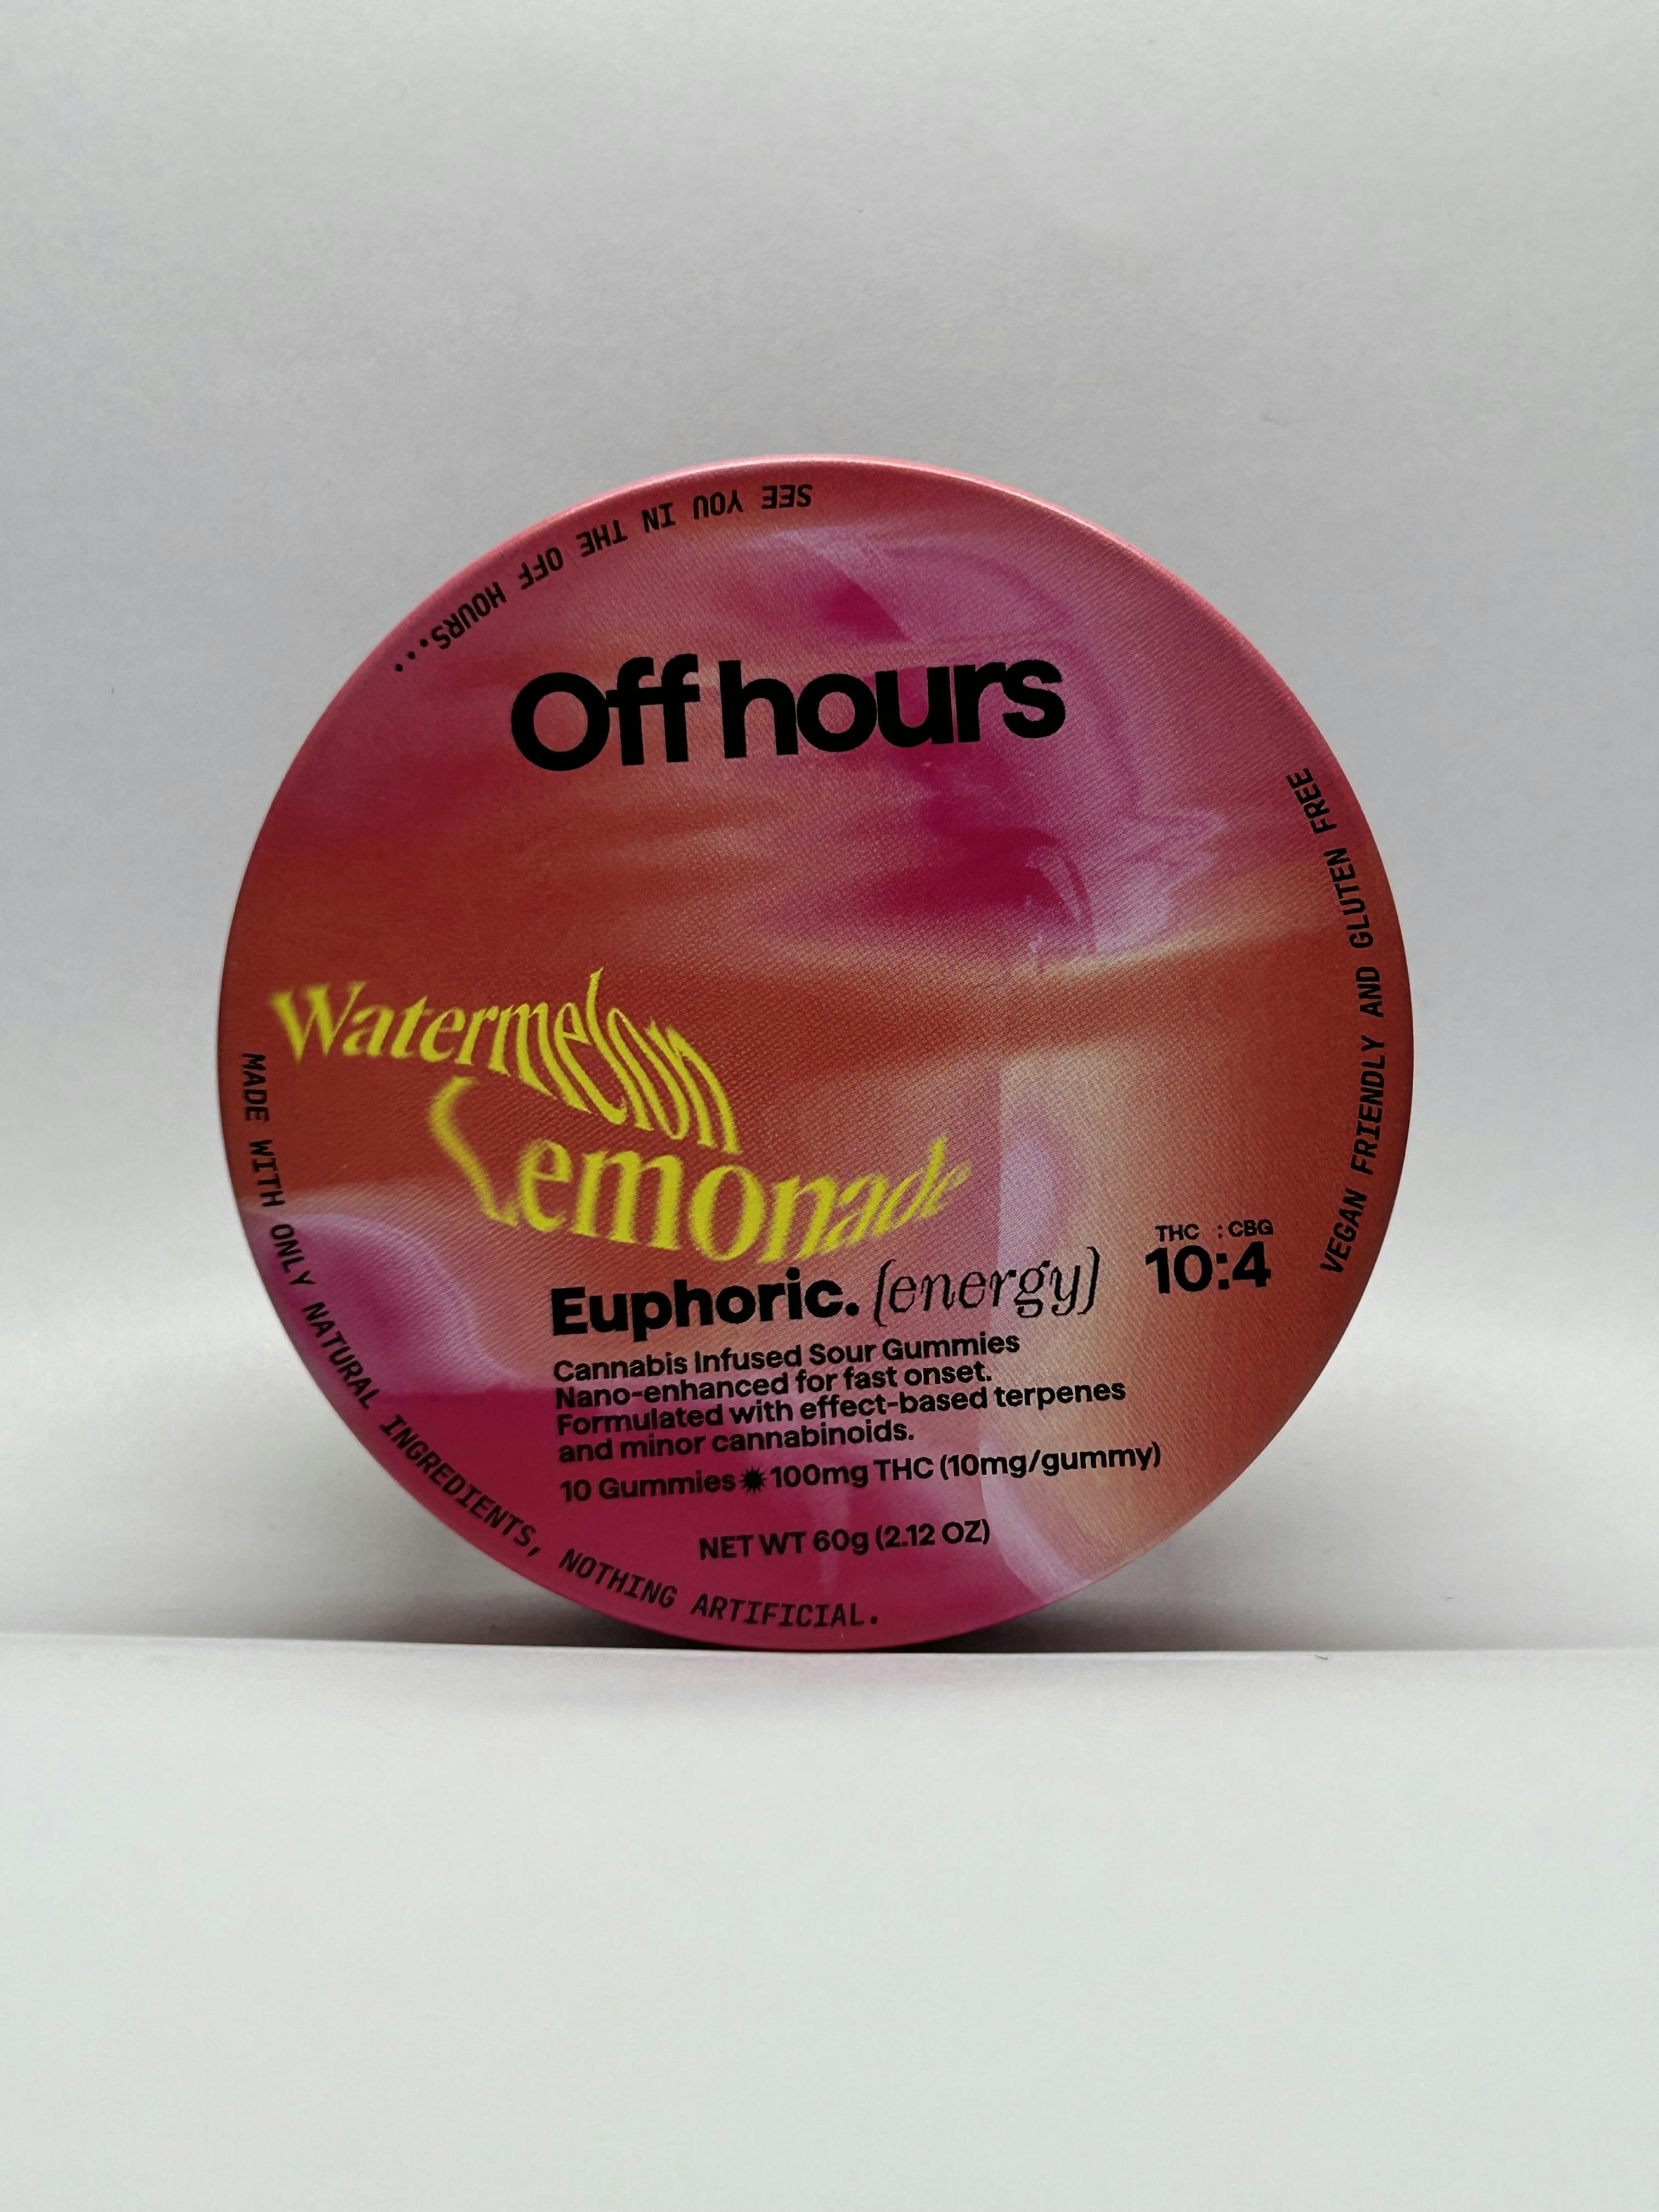 SEE YOU IN THE OFF HOURS...
Off hours
VEGAN FRIENDLY AND GLUTEN FREE
Watermelon
Lemonade
THC : CBG
10:4
Euphoric. (energy)
Cannabis Infused Sour Gummies
Nano-enhanced for fast onset.
Formulated with effect-based terpenes
and minor cannabinoids.
10 Gummies✹100mg THC (10mg/gummy)
NET WT 60g (2.12 OZ)
MADE WITH ONLY NATURAL INGREDIENTS, NOTHING ARTIFICIAL.